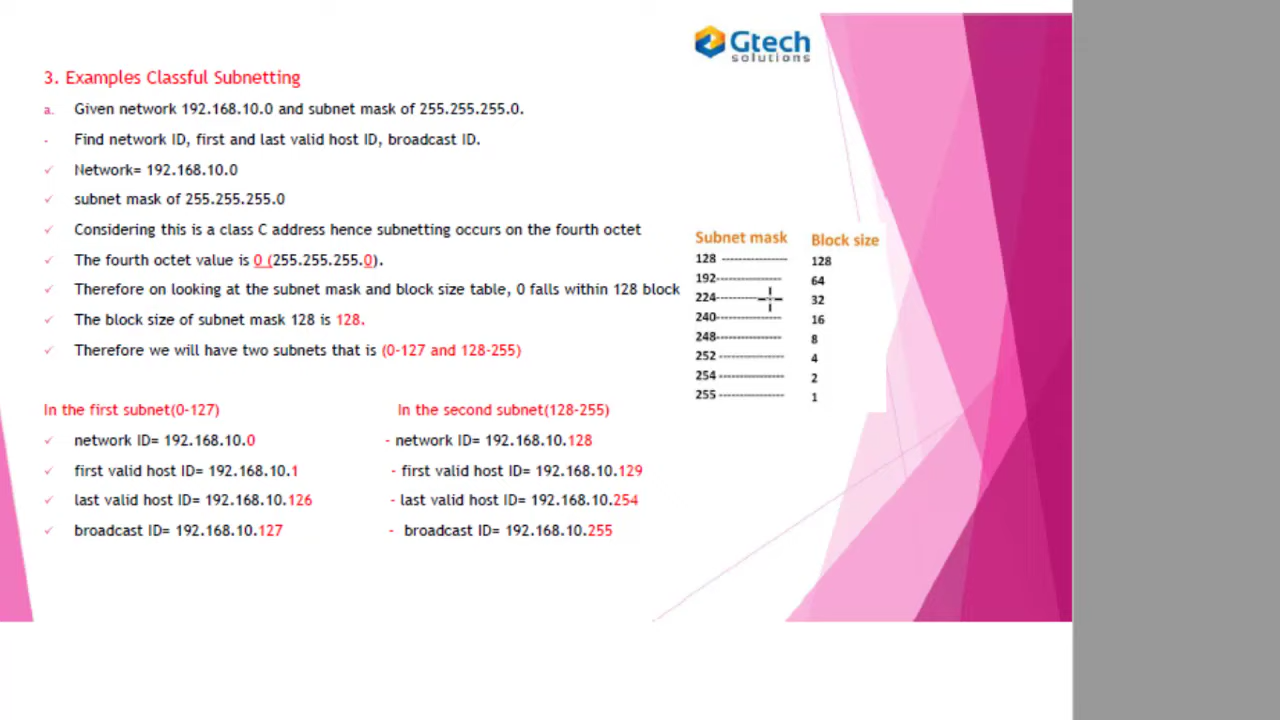 Gtech
solutions
3. Examples Classful Subnetting
a. Given network 192.168.10.0 and subnet mask of 255.255.255.0.
- Find network ID, first and last valid host ID, broadcast ID.
✓ Network= 192.168.10.0
✓ subnet mask of 255.255.255.0
✓ Considering this is a class C address hence subnetting occurs on the fourth octet
✓ The fourth octet value is 0 (255.255.255.0).
✓ Therefore on looking at the subnet mask and block size table, 0 falls within 128 block
✓ The block size of subnet mask 128 is 128.
✓ Therefore we will have two subnets that is (0-127 and 128-255)
Subnet mask Block size
128 ---------------- 128
192---------------- 64
224---------------- 32
240---------------- 16
248---------------- 8
252 ---------------- 4
254 ---------------- 2
255 ---------------- 1
In the first subnet(0-127)
✓ network ID= 192.168.10.0
✓ first valid host ID= 192.168.10.1
✓ last valid host ID= 192.168.10.126
✓ broadcast ID= 192.168.10.127
In the second subnet(128-255)
- network ID= 192.168.10.128
- first valid host ID= 192.168.10.129
- last valid host ID= 192.168.10.254
- broadcast ID= 192.168.10.255